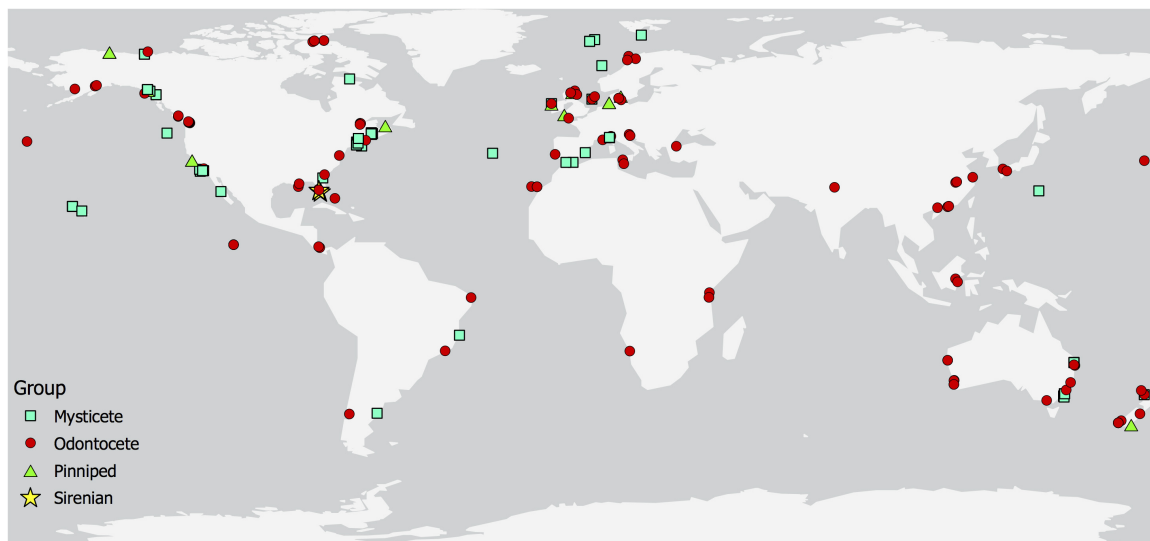 Group
Mysticete
Odontocete
Pinniped
Sirenian